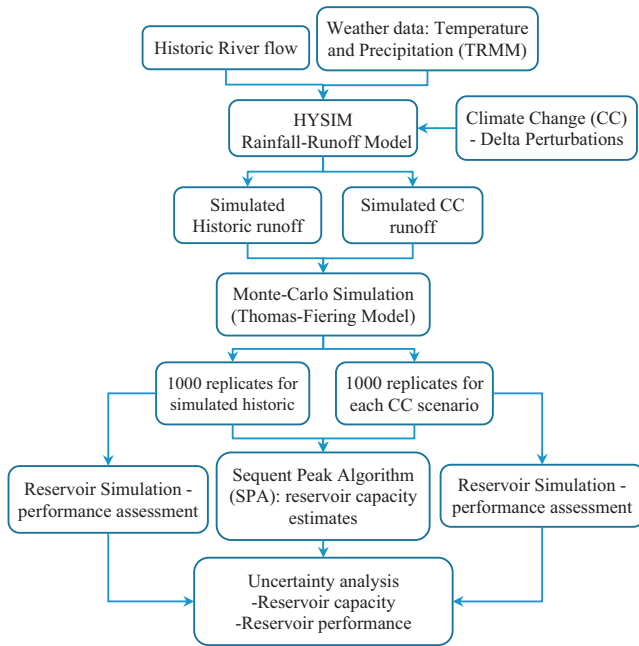 Historic River flow
Weather data: Temperature
and Precipitation (TRMM)
HYSIM
Rainfall-Runoff Model
Climate Change (CC)
- Delta Perturbations
Simulated
Historic runoff
Simulated CC
runoff
Monte-Carlo Simulation
(Thomas-Fiering Model)
1000 replicates for
simulated historic
1000 replicates for
each CC scenario
Reservoir Simulation -
performance assessment
Sequent Peak Algorithm
(SPA): reservoir capacity
estimates
Reservoir Simulation -
performance assessment
Uncertainty analysis
-Reservoir capacity
-Reservoir performance